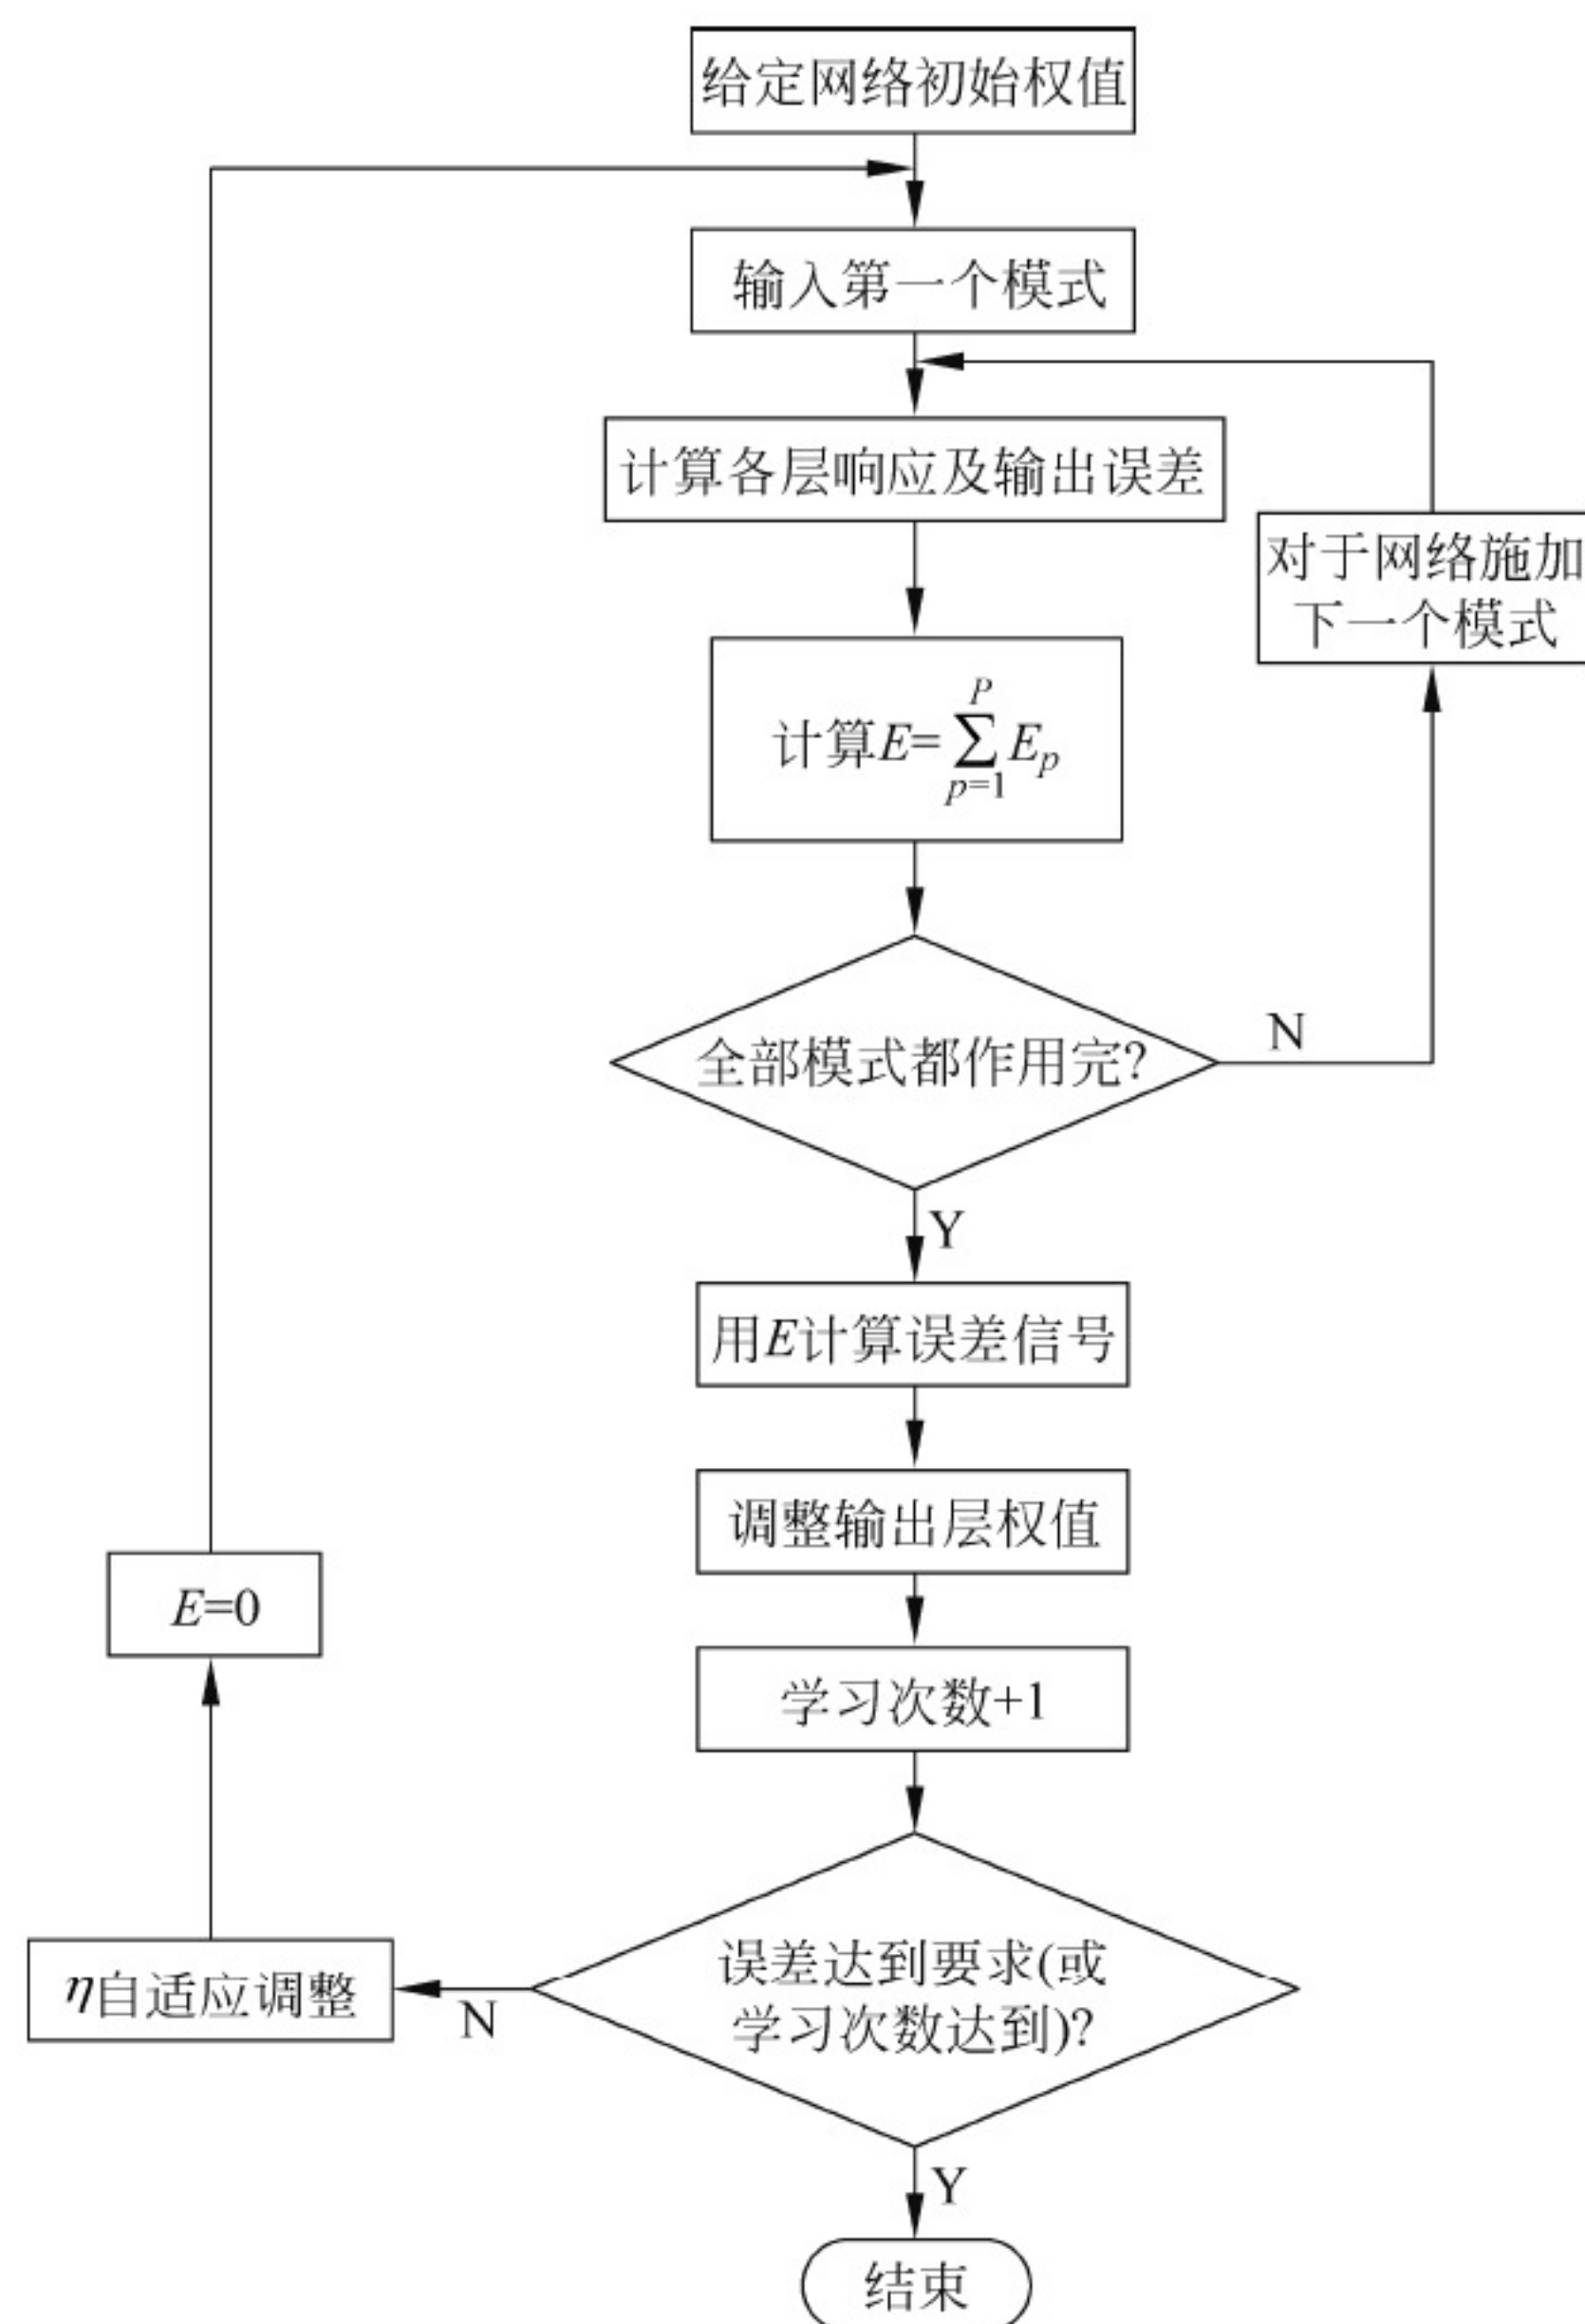 给定网络初始权值
输入第一个模式
计算各层响应及输出误差
对于网络施加
下一个模式
计算E=∑_{p=1}^{P}E_p
全部模式都作用完?
N
Y
用E计算误差信号
调整输出层权值
E=0
学习次数+1
误差达到要求(或
学习次数达到)?
η自适应调整
N
Y
结束